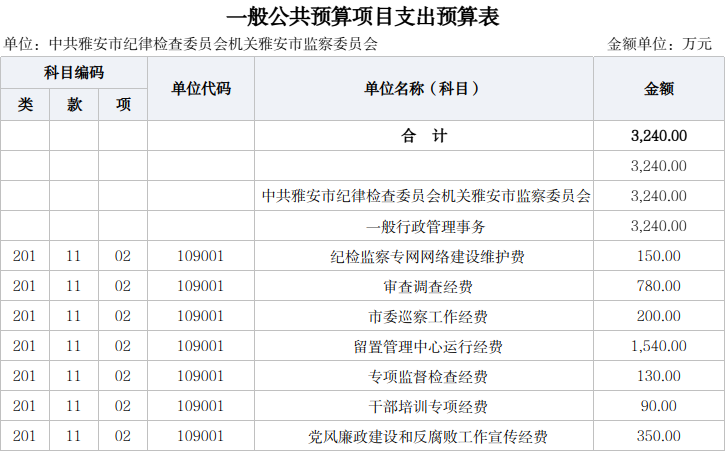 一般公共预算项目支出预算表
单位：中共雅安市纪律检查委员会机关雅安市监察委员会 金额单位：万元
科目编码 单位代码 单位名称（科目） 金额
类 款 项
合 计 3,240.00
3,240.00
中共雅安市纪律检查委员会机关雅安市监察委员会 3,240.00
一般行政管理事务 3,240.00
201 11 02 109001 纪检监察专网网络建设维护费 150.00
201 11 02 109001 审查调查经费 780.00
201 11 02 109001 市委巡察工作经费 200.00
201 11 02 109001 留置管理中心运行经费 1,540.00
201 11 02 109001 专项监督检查经费 130.00
201 11 02 109001 干部培训专项经费 90.00
201 11 02 109001 党风廉政建设和反腐败工作宣传经费 350.00